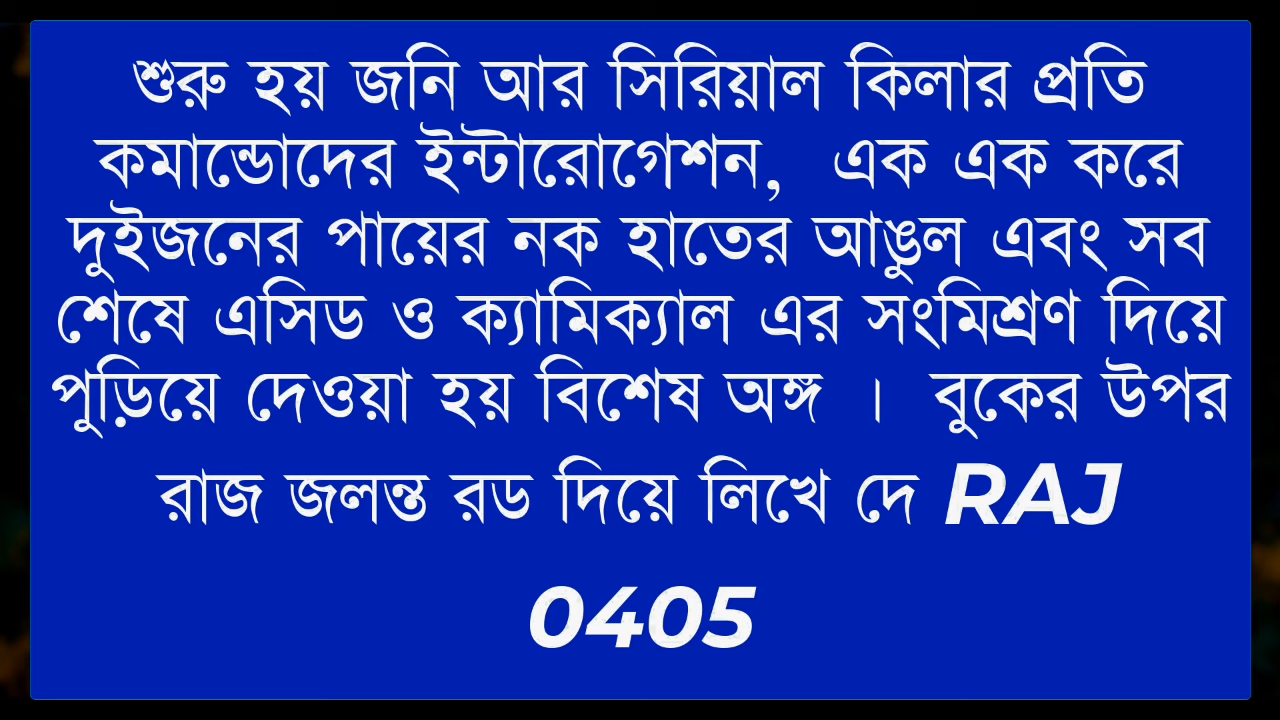 শুরু হয় জনি আর সিরিয়াল কিলার প্রতি
কমান্ডোদের ইন্টারোগেশন, এক এক করে
দুইজনের পায়ের নক হাতের আঙুল এবং সব
শেষে এসিড ও ক্যামিক্যাল এর সংমিশ্রণ দিয়ে
পুড়িয়ে দেওয়া হয় বিশেষ অঙ্গ । বুকের উপর
রাজ জলন্ত রড দিয়ে লিখে দে RAJ
0405